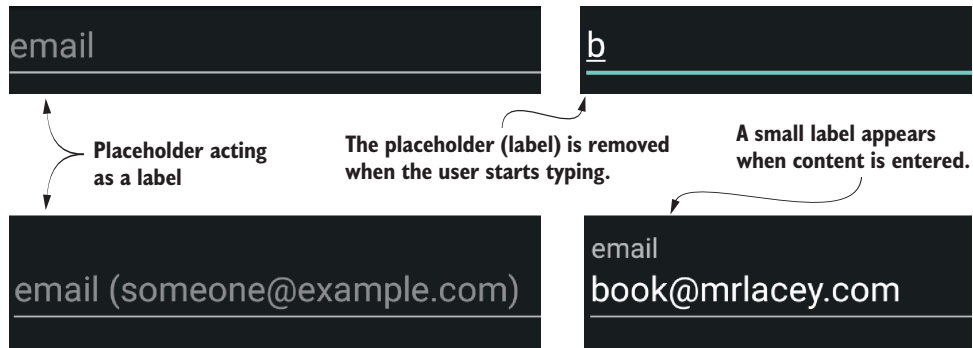 email
b
Placeholder acting
as a label
The placeholder (label) is removed
when the user starts typing.
A small label appears
when content is entered.
email (someone@example.com)
email
book@mrlacey.com